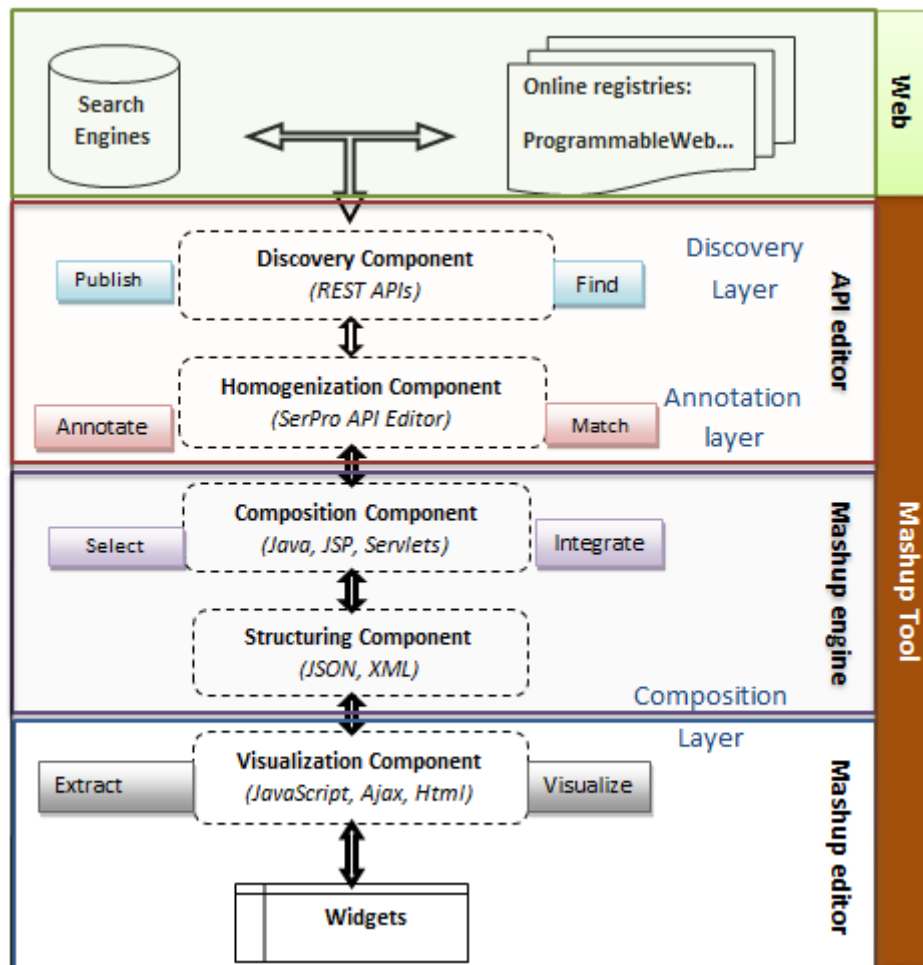 Search
Engines
Online registries:
ProgrammableWeb...
Web
Discovery Component
(REST APIs)
Publish
Find
Discovery
Layer
API editor
Homogenization Component
(SerPro API Editor)
Annotate
Match
Annotation
layer
Composition Component
(Java, JSP, Servlets)
Select
Integrate
Mashup engine
Structuring Component
(JSON, XML)
Composition
Layer
Mashup Tool
Visualization Component
(JavaScript, Ajax, Html)
Extract
Visualize
Mashup editor
Widgets